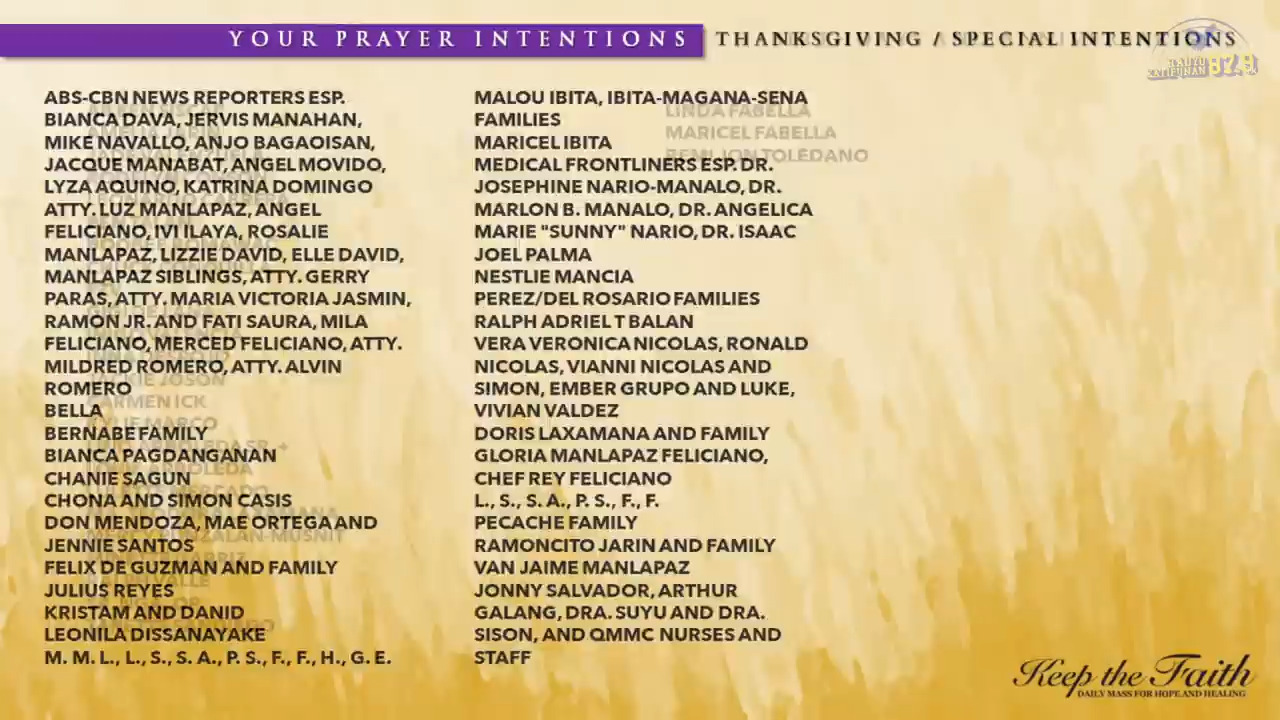 YOUR PRAYER INTENTIONS
THANKSGIVING / SPECIAL INTENTIONS
87.9
ABS-CBN NEWS REPORTERS ESP.
BIANCA DAVA, JERVIS MANAHAN,
MIKE NAVALLO, ANJO BAGAOISAN,
JACQUE MANABAT, ANGEL MOVIDO,
LYZA AQUINO, KATRINA DOMINGO
ATTY. LUZ MANLAPAZ, ANGEL
FELICIANO, IVI ILAYA, ROSALIE
MANLAPAZ, LIZZIE DAVID, ELLE DAVID,
MANLAPAZ SIBLINGS, ATTY. GERRY
PARAS, ATTY. MARIA VICTORIA JASMIN,
RAMON JR. AND FATI SAURA, MILA
FELICIANO, MERCED FELICIANO, ATTY.
MILDRED ROMERO, ATTY. ALVIN
ROMERO
BELLA
BERNABE FAMILY
BIANCA PAGDANGANAN
CHANIE SAGUN
CHONA AND SIMON CASIS
DON MENDOZA, MAE ORTEGA AND
JENNIE SANTOS
FELIX DE GUZMAN AND FAMILY
JULIUS REYES
KRISTAM AND DANID
LEONILA DISSANAYAKE
M. M. L., L., S., S. A., P. S., F., F., H., G. E.
MALOU IBITA, IBITA-MAGANA-SENA
FAMILIES
MARICEL IBITA
MEDICAL FRONTLINERS ESP. DR.
JOSEPHINE NARIO-MANALO, DR.
MARLON B. MANALO, DR. ANGELICA
MARIE "SUNNY" NARIO, DR. ISAAC
JOEL PALMA
NESTLIE MANCIA
PEREZ/DEL ROSARIO FAMILIES
RALPH ADRIEL T BALAN
VERA VERONICA NICOLAS, RONALD
NICOLAS, VIANNI NICOLAS AND
SIMON, EMBER GRUPO AND LUKE,
VIVIAN VALDEZ
DORIS LAXAMANA AND FAMILY
GLORIA MANLAPAZ FELICIANO,
CHEF REY FELICIANO
L., S., S. A., P. S., F., F.
PECACHE FAMILY
RAMONCITO JARIN AND FAMILY
VAN JAIME MANLAPAZ
JONNY SALVADOR, ARTHUR
GALANG, DRA. SUYU AND DRA.
SISON, AND QMMC NURSES AND
STAFF
LINDA FABELLA
MARICEL FABELLA
REMI JON TOLEDANO
Keep the Faith
DAILY MASS FOR HOPE AND HEALING